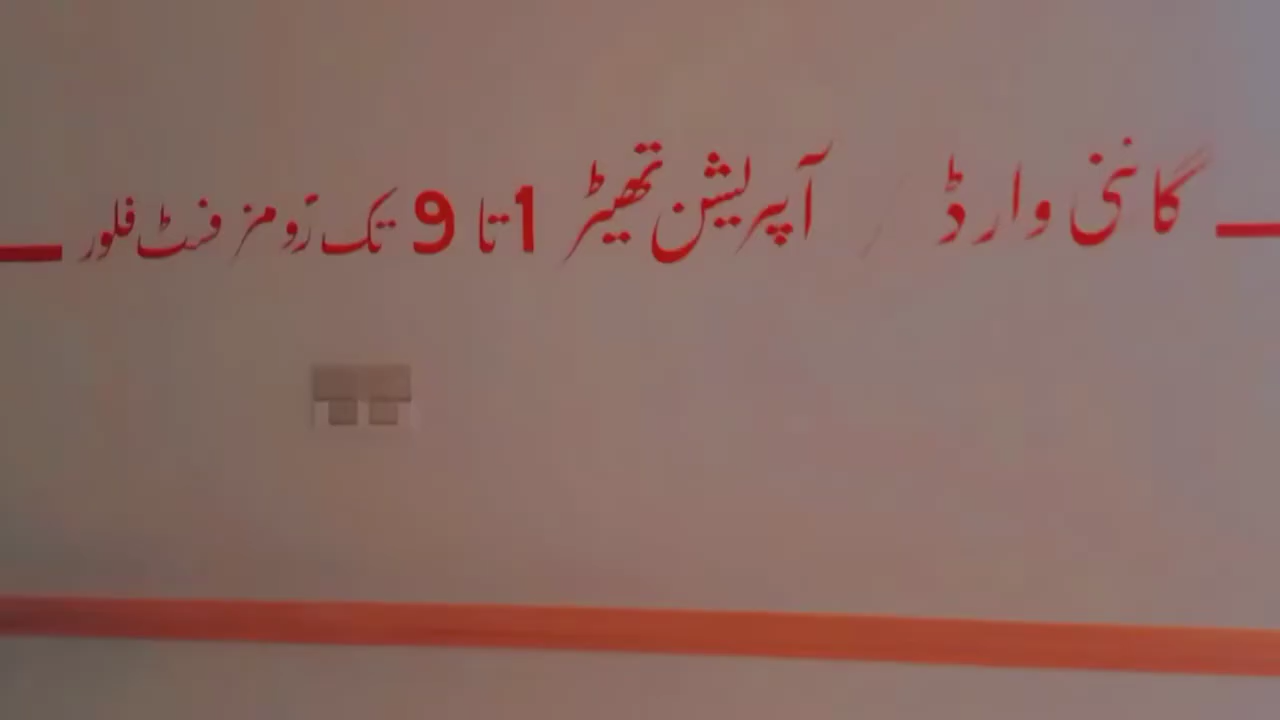 گائنی وارڈ / آپریشن تھیٹر 1 تا 9 تک رومز فسٹ فلور